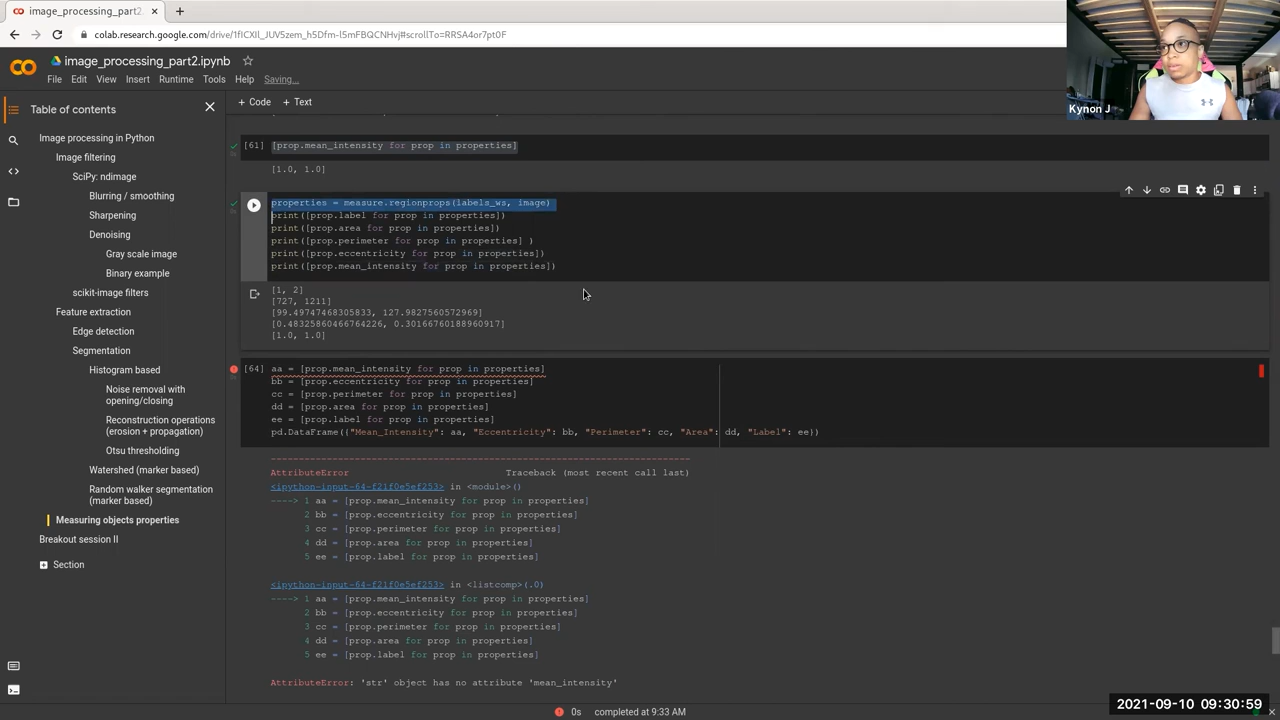 image_processing_part2.
colab.research.google.com/drive/1fICXIl_JUV5zem_h5Dfm-l5mFBQCNHvj#scrollTo=RRSA4or7pt0F
image_processing_part2.ipynb
File Edit View Insert Runtime Tools Help Saving...
Kynon J
Table of contents
+ Code + Text
Image processing in Python
Image filtering
SciPy: ndimage
Blurring / smoothing
Sharpening
Denoising
Gray scale image
Binary example
scikit-image filters
Feature extraction
Edge detection
Segmentation
Histogram based
Noise removal with
opening/closing
Reconstruction operations
(erosion + propagation)
Otsu thresholding
Watershed (marker based)
Random walker segmentation
(marker based)
Measuring objects properties
Breakout session II
Section
[61] [prop.mean_intensity for prop in properties]
[1.0, 1.0]
properties = measure.regionprops(labels_ws, image)
print([prop.label for prop in properties])
print([prop.area for prop in properties])
print([prop.perimeter for prop in properties] )
print([prop.eccentricity for prop in properties])
print([prop.mean_intensity for prop in properties])
[1, 2]
[727, 1211]
[99.49747468305833, 127.9827560572969]
[0.48325860466764226, 0.30166760188960917]
[1.0, 1.0]
[64] aa = [prop.mean_intensity for prop in properties]
bb = [prop.eccentricity for prop in properties]
cc = [prop.perimeter for prop in properties]
dd = [prop.area for prop in properties]
ee = [prop.label for prop in properties]
pd.DataFrame({"Mean_Intensity": aa, "Eccentricity": bb, "Perimeter": cc, "Area": dd, "Label": ee})
---------------------------------------------------------------------------
AttributeError Traceback (most recent call last)
<ipython-input-64-f21f0e5ef253> in <module>()
----> 1 aa = [prop.mean_intensity for prop in properties]
2 bb = [prop.eccentricity for prop in properties]
3 cc = [prop.perimeter for prop in properties]
4 dd = [prop.area for prop in properties]
5 ee = [prop.label for prop in properties]
<ipython-input-64-f21f0e5ef253> in <listcomp>(.0)
----> 1 aa = [prop.mean_intensity for prop in properties]
2 bb = [prop.eccentricity for prop in properties]
3 cc = [prop.perimeter for prop in properties]
4 dd = [prop.area for prop in properties]
5 ee = [prop.label for prop in properties]
AttributeError: 'str' object has no attribute 'mean_intensity'
0s completed at 9:33 AM
2021-09-10 09:30:59